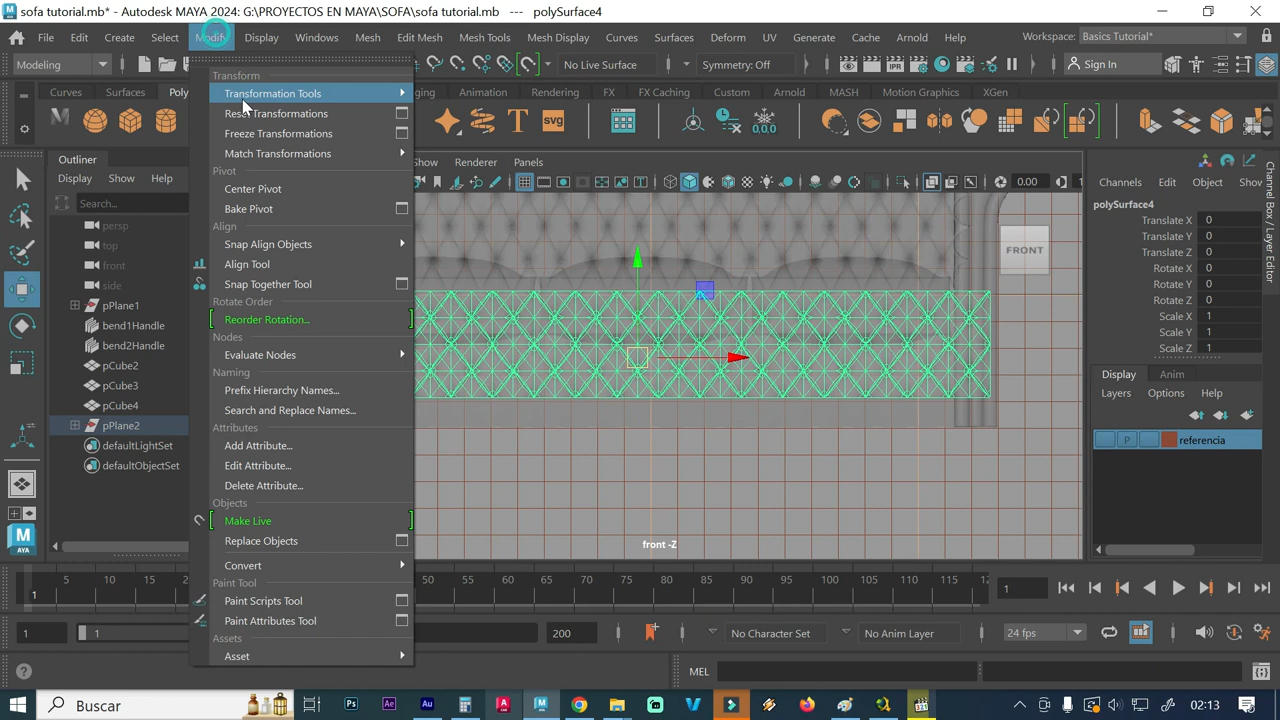 sofa tutorial.mb* - Autodesk MAYA 2024: G:\PROYECTOS EN MAYA\SOFA\sofa tutorial.mb --- polySurface4
File Edit Create Select Modify Display Windows Mesh Edit Mesh Mesh Tools Mesh Display Curves Surfaces Deform UV Generate Cache Arnold Help Workspace: Basics Tutorial*
Modeling No Live Surface Symmetry: Off Sign In
Curves Surfaces Animation Rendering FX FX Caching Custom Arnold MASH Motion Graphics XGen
T svg 0,0,0
Outliner
Display Show Help
Search...
persp
top
front
side
pPlane1
bend1Handle
bend2Handle
pCube2
pCube3
pCube4
pPlane2
defaultLightSet
defaultObjectSet
Transform
Transformation Tools
Reset Transformations
Freeze Transformations
Match Transformations
Pivot
Center Pivot
Bake Pivot
Align
Snap Align Objects
Align Tool
Snap Together Tool
Rotate Order
Reorder Rotation...
Nodes
Evaluate Nodes
Naming
Prefix Hierarchy Names...
Search and Replace Names...
Attributes
Add Attribute...
Edit Attribute...
Delete Attribute...
Objects
Make Live
Replace Objects
Convert
Paint Tool
Paint Scripts Tool
Paint Attributes Tool
Assets
Asset
Renderer Panels
0.00
FRONT
front -Z
Channels Edit Object
polySurface4
Translate X 0
Translate Y 0
Translate Z 0
Rotate X 0
Rotate Y 0
Rotate Z 0
Scale X 1
Scale Y 1
Scale Z 1
Channel Box / Layer Editor
Display Anim
Layers Options Help
P referencia
5 10 15 50 55 60 65 70 75 80 85 90 95 100 105 110 115
1 1
1 1 200 No Character Set No Anim Layer 24 fps
MEL
Buscar
02:13